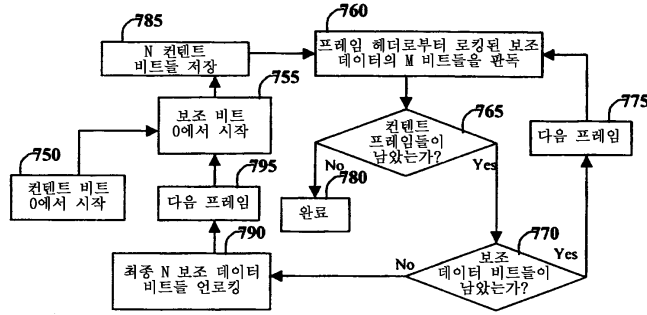 785
N 컨텐트
비트들 저장
760
프레임 헤더로부터 로킹된 보조
데이터의 M 비트들을 판독
755
보조 비트
0에서 시작
765
컨텐트
프레임들이
남았는가?
775
다음 프레임
750
컨텐트 비트
0에서 시작
795
다음 프레임
No
780
완료
Yes
790
최종 N 보조 데이터
비트들 언로킹
No
770
보조
데이터 비트들이
남았는가?
Yes